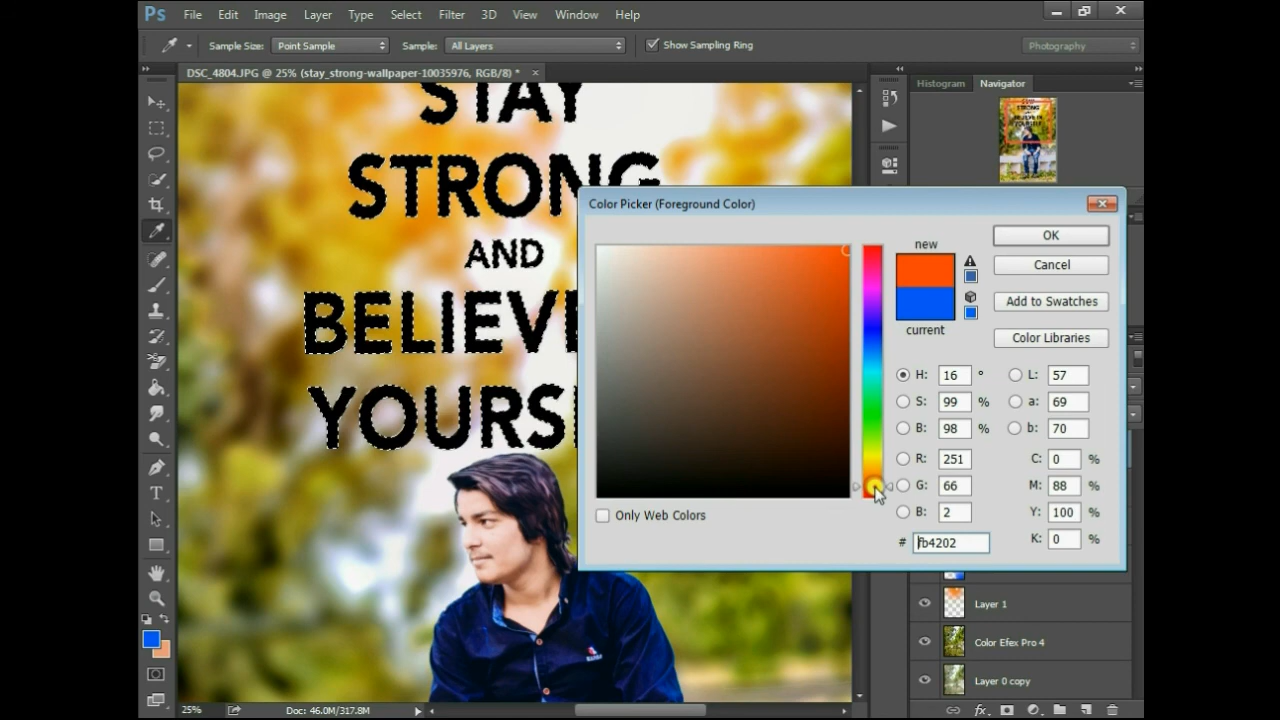 Ps File Edit Image Layer Type Select Filter 3D View Window Help
Sample Size: Point Sample Sample: All Layers Show Sampling Ring Photography
DSC_4804.JPG @ 25% (stay_strong-wallpaper-10035976, RGB/8) * ×
Histogram Navigator
STAY
STRONG
AND
BELIEVE
YOURS
Color Picker (Foreground Color)
new
current
OK
Cancel
Add to Swatches
Color Libraries
H: 16 ° L: 57
S: 99 % a: 69
B: 98 % b: 70
R: 251 C: 0 %
G: 66 M: 88 %
B: 2 Y: 100 %
# fb4202 K: 0 %
Only Web Colors
Layer 1
Color Efex Pro 4
Layer 0 copy
25% Doc: 46.0M/317.8M